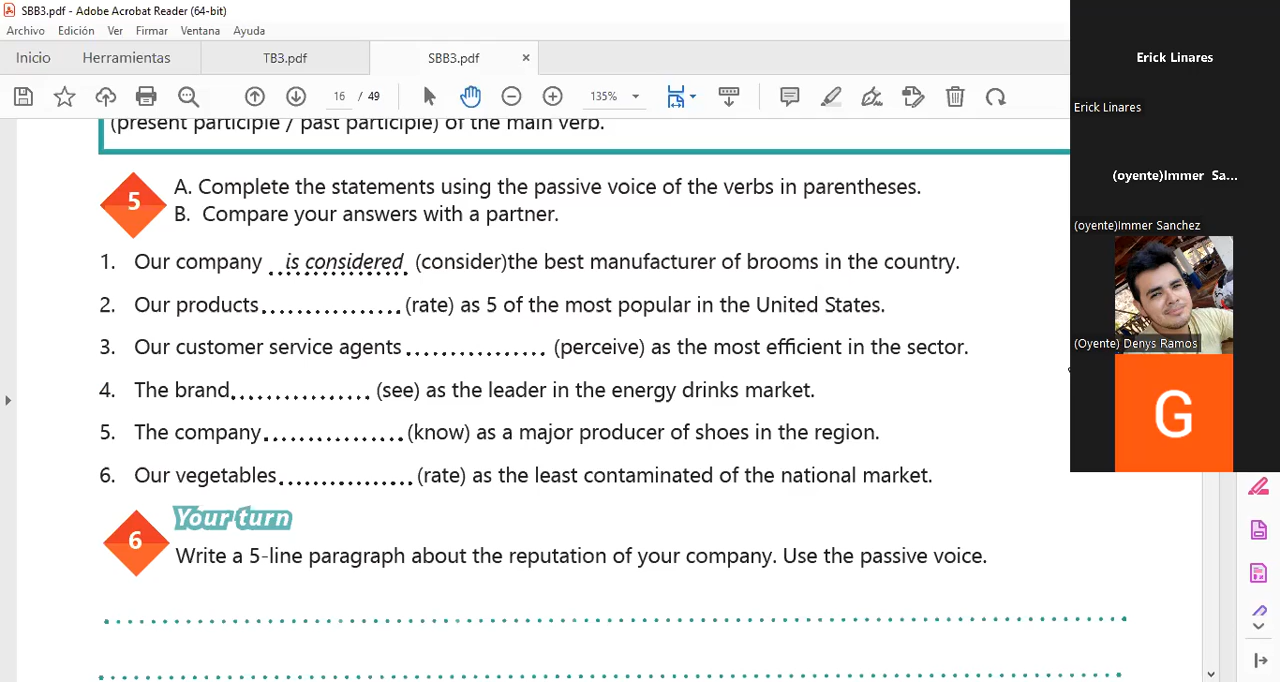 SBB3.pdf - Adobe Acrobat Reader (64-bit)
Archivo Edición Ver Firmar Ventana Ayuda
Inicio Herramientas TB3.pdf SBB3.pdf ×
16 / 49 135%
(present participle / past participle) of the main verb.
5 A. Complete the statements using the passive voice of the verbs in parentheses.
B. Compare your answers with a partner.
1. Our company is considered (consider)the best manufacturer of brooms in the country.
2. Our products............... (rate) as 5 of the most popular in the United States.
3. Our customer service agents............... (perceive) as the most efficient in the sector.
4. The brand............... (see) as the leader in the energy drinks market.
5. The company............... (know) as a major producer of shoes in the region.
6. Our vegetables............... (rate) as the least contaminated of the national market.
Your turn
6 Write a 5-line paragraph about the reputation of your company. Use the passive voice.
Erick Linares
Erick Linares
(oyente)Immer Sa...
(oyente)Immer Sanchez
(Oyente) Denys Ramos
G